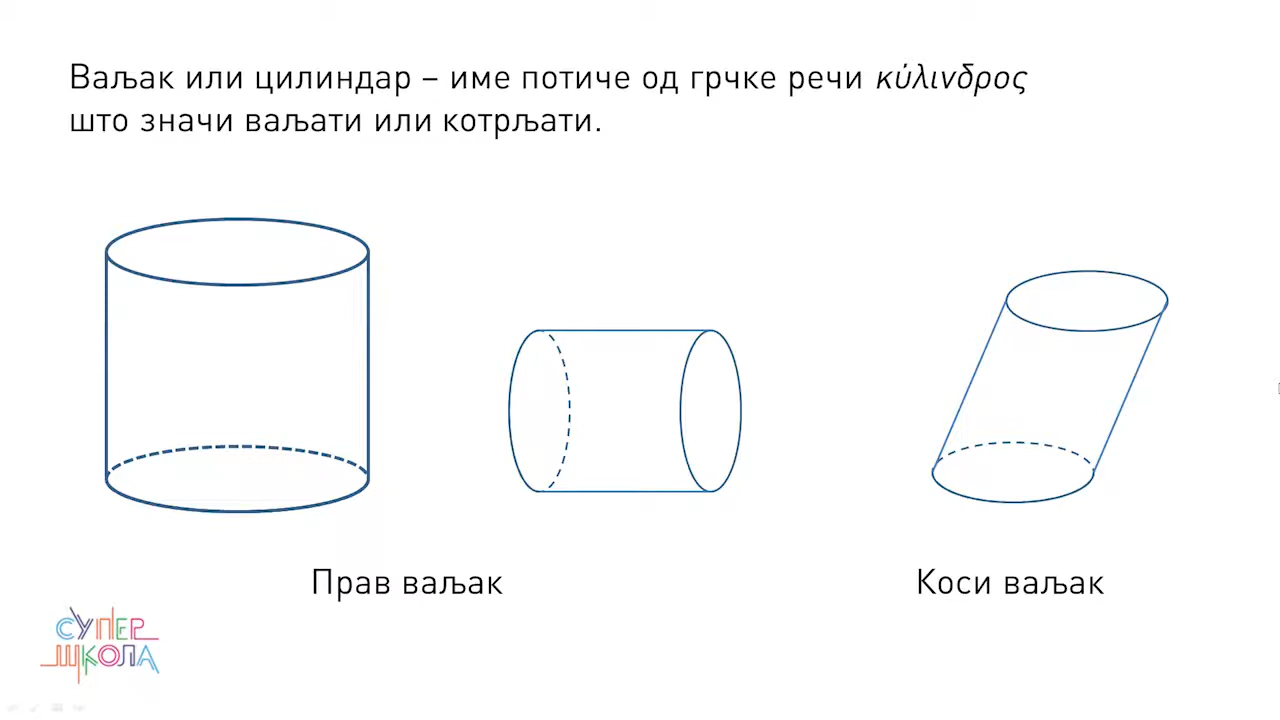 Ваљак или цилиндар – име потиче од грчке речи κύλινδρος
што значи ваљати или котрљати.
Прав ваљак
Коси ваљак
СУПЕР
ШКОЛА